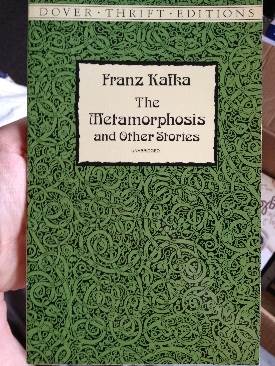 DOVER · THRIFT · EDITIONS
Franz Kafka
The
Metamorphosis
and Other Stories
UNABRIDGED